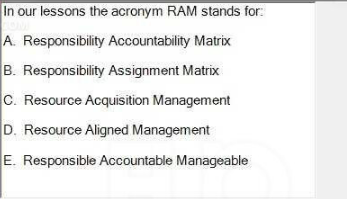 In our lessons the acronym RAM stands for:
A. Responsibility Accountability Matrix
B. Responsibility Assignment Matrix
C. Resource Acquisition Management
D. Resource Aligned Management
E. Responsible Accountable Manageable